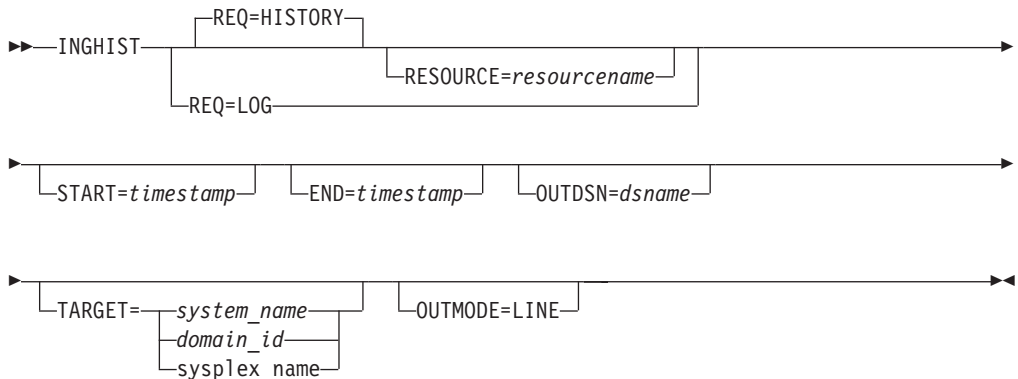 REQ=HISTORY
INGHIST
RESOURCE=resourcename
REQ=LOG
START=timestamp END=timestamp OUTDSN=dsname
TARGET= system_name OUTMODE=LINE
domain_id
sysplex name